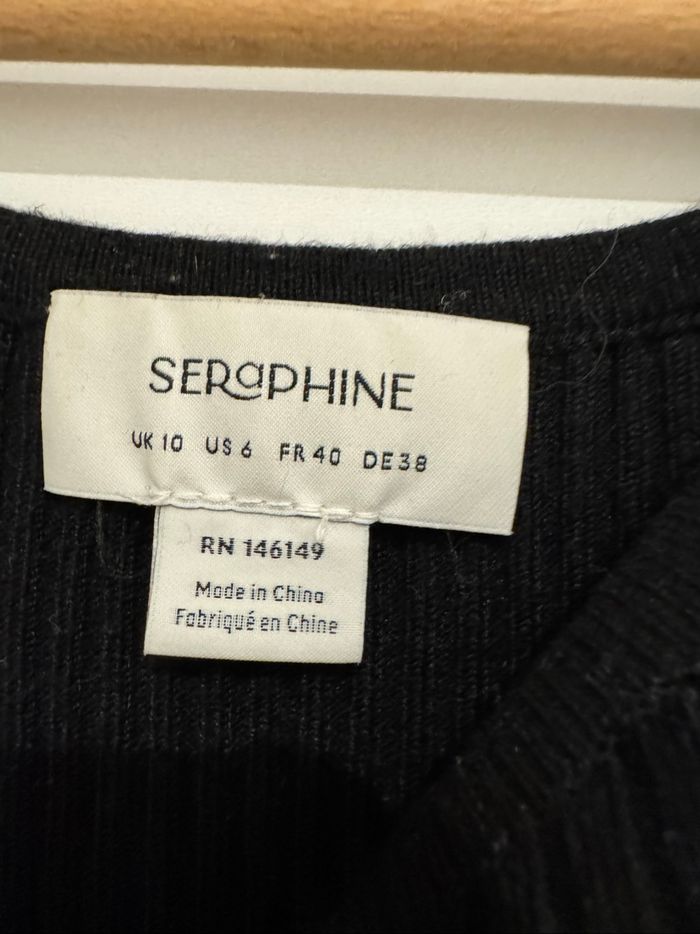 SERaPHINE
UK 10 US 6 FR 40 DE 38
RN 146149
Made in China
Fabriqué en Chine